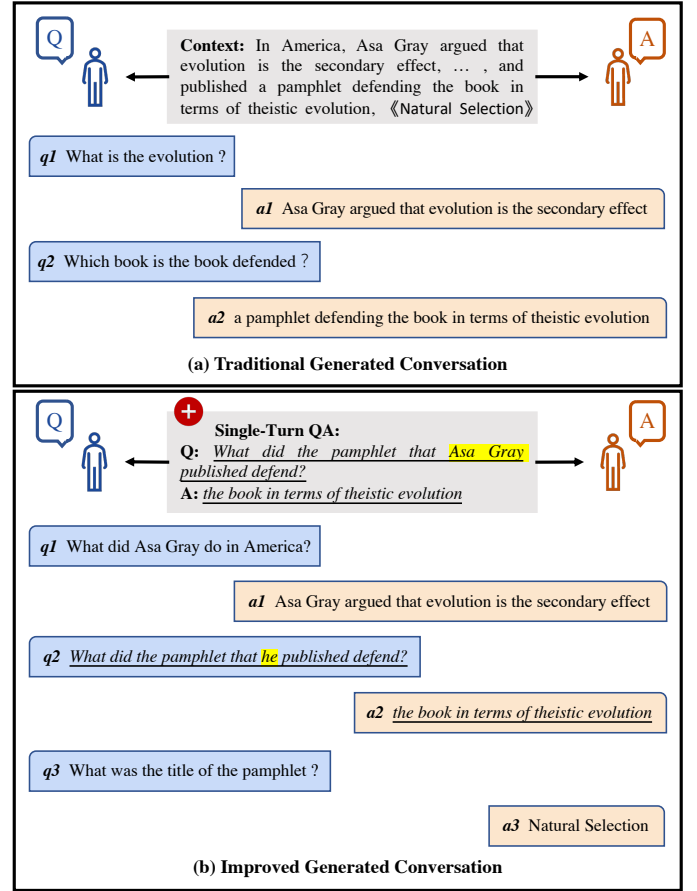 Q
A
Context: In America, Asa Gray argued that
evolution is the secondary effect, … , and
published a pamphlet defending the book in
terms of theistic evolution, 《Natural Selection》
q1 What is the evolution ?
a1 Asa Gray argued that evolution is the secondary effect
q2 Which book is the book defended ?
a2 a pamphlet defending the book in terms of theistic evolution
(a) Traditional Generated Conversation
Q
A
Single-Turn QA:
Q: What did the pamphlet that Asa Gray
published defend?
A: the book in terms of theistic evolution
q1 What did Asa Gray do in America?
a1 Asa Gray argued that evolution is the secondary effect
q2 What did the pamphlet that he published defend?
a2 the book in terms of theistic evolution
q3 What was the title of the pamphlet ?
a3 Natural Selection
(b) Improved Generated Conversation